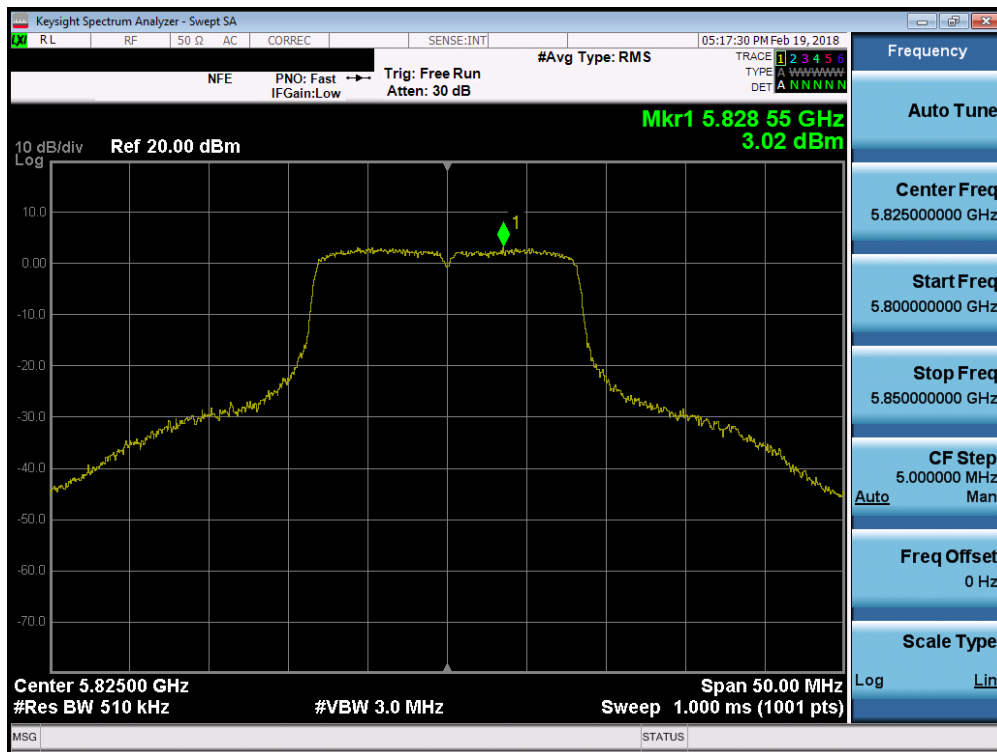 Keysight Spectrum Analyzer - Swept SA
LXI RL RF 50 Ω AC CORREC SENSE:INT 05:17:30 PM Feb 19, 2018
NFE PNO: Fast Trig: Free Run #Avg Type: RMS TRACE 1 2 3 4 5 6
IFGain:Low Atten: 30 dB TYPE A WWWWW
DET A N N N N N
Mkr1 5.828 55 GHz
3.02 dBm
10 dB/div Ref 20.00 dBm
Log
1
10.0
0.00
-10.0
-20.0
-30.0
-40.0
-50.0
-60.0
-70.0
Center 5.82500 GHz Span 50.00 MHz
#Res BW 510 kHz #VBW 3.0 MHz Sweep 1.000 ms (1001 pts)
MSG STATUS
Frequency
Auto Tune
Center Freq
5.825000000 GHz
Start Freq
5.800000000 GHz
Stop Freq
5.850000000 GHz
CF Step
5.000000 MHz
Auto Man
Freq Offset
0 Hz
Scale Type
Log Lin